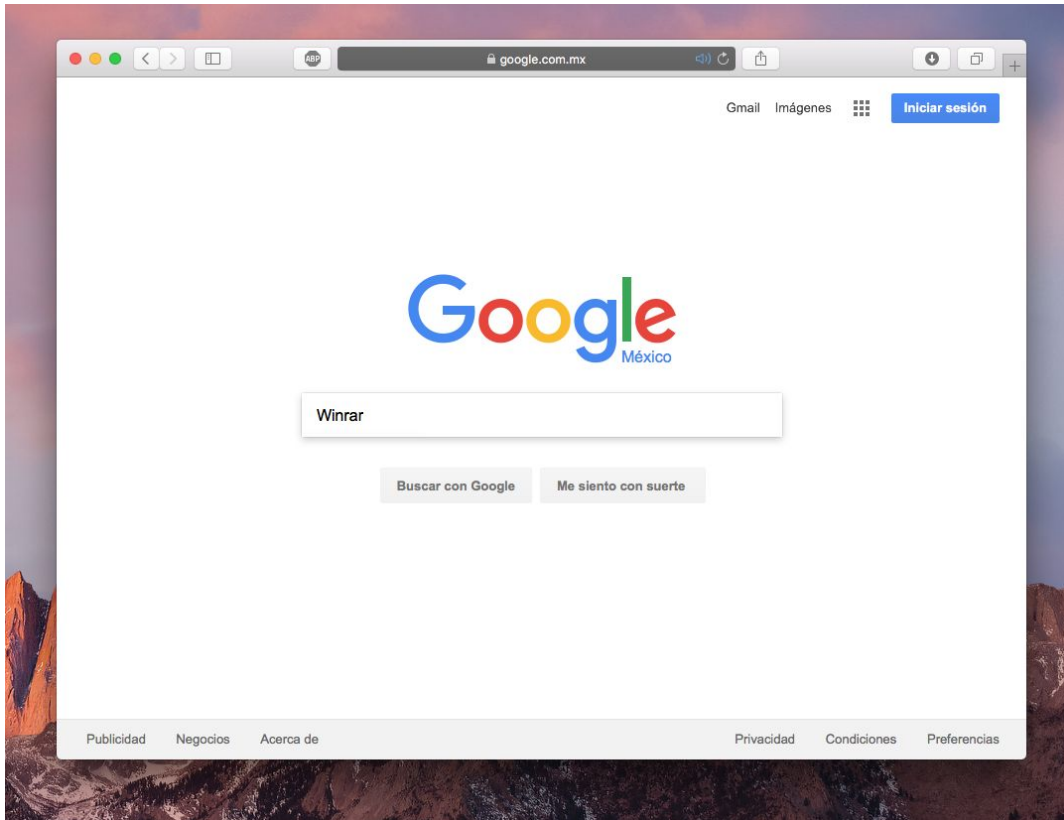 ABP google.com.mx
Gmail Imágenes Iniciar sesión
Google
México
Winrar
Buscar con Google Me siento con suerte
Publicidad Negocios Acerca de Privacidad Condiciones Preferencias